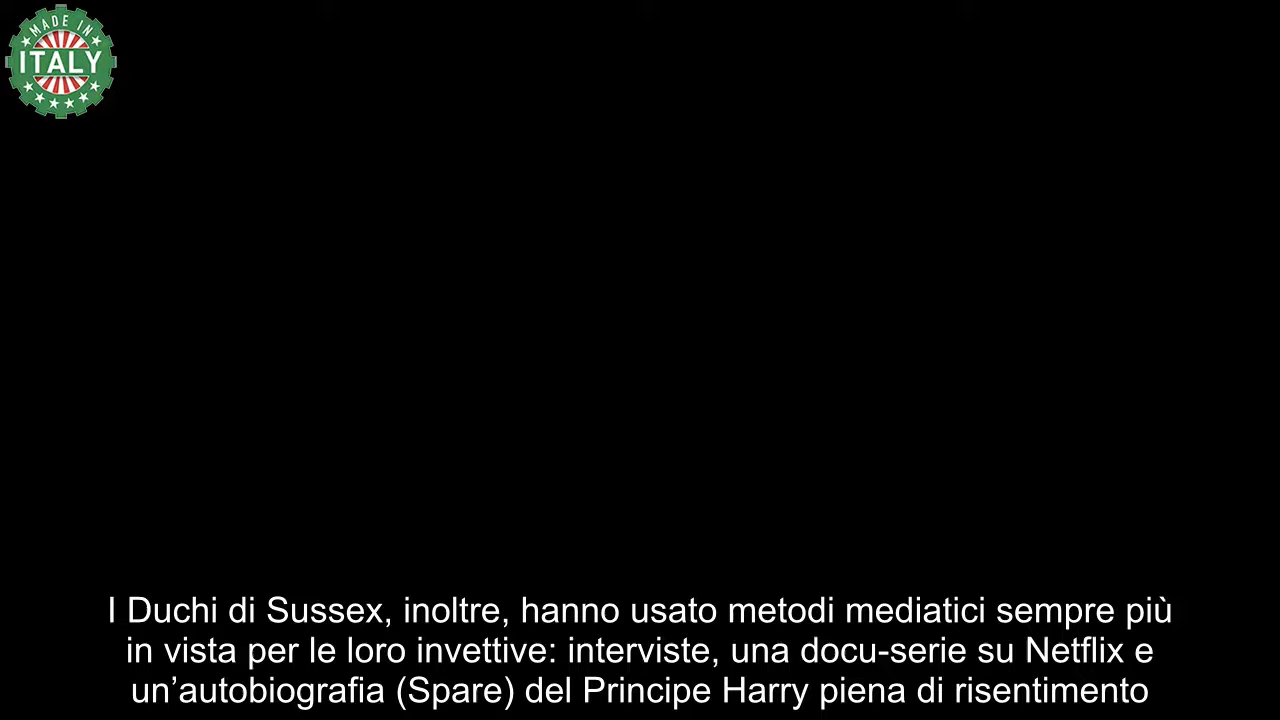 MADE IN
ITALY
I Duchi di Sussex, inoltre, hanno usato metodi mediatici sempre più
in vista per le loro invettive: interviste, una docu-serie su Netflix e
un’autobiografia (Spare) del Principe Harry piena di risentimento